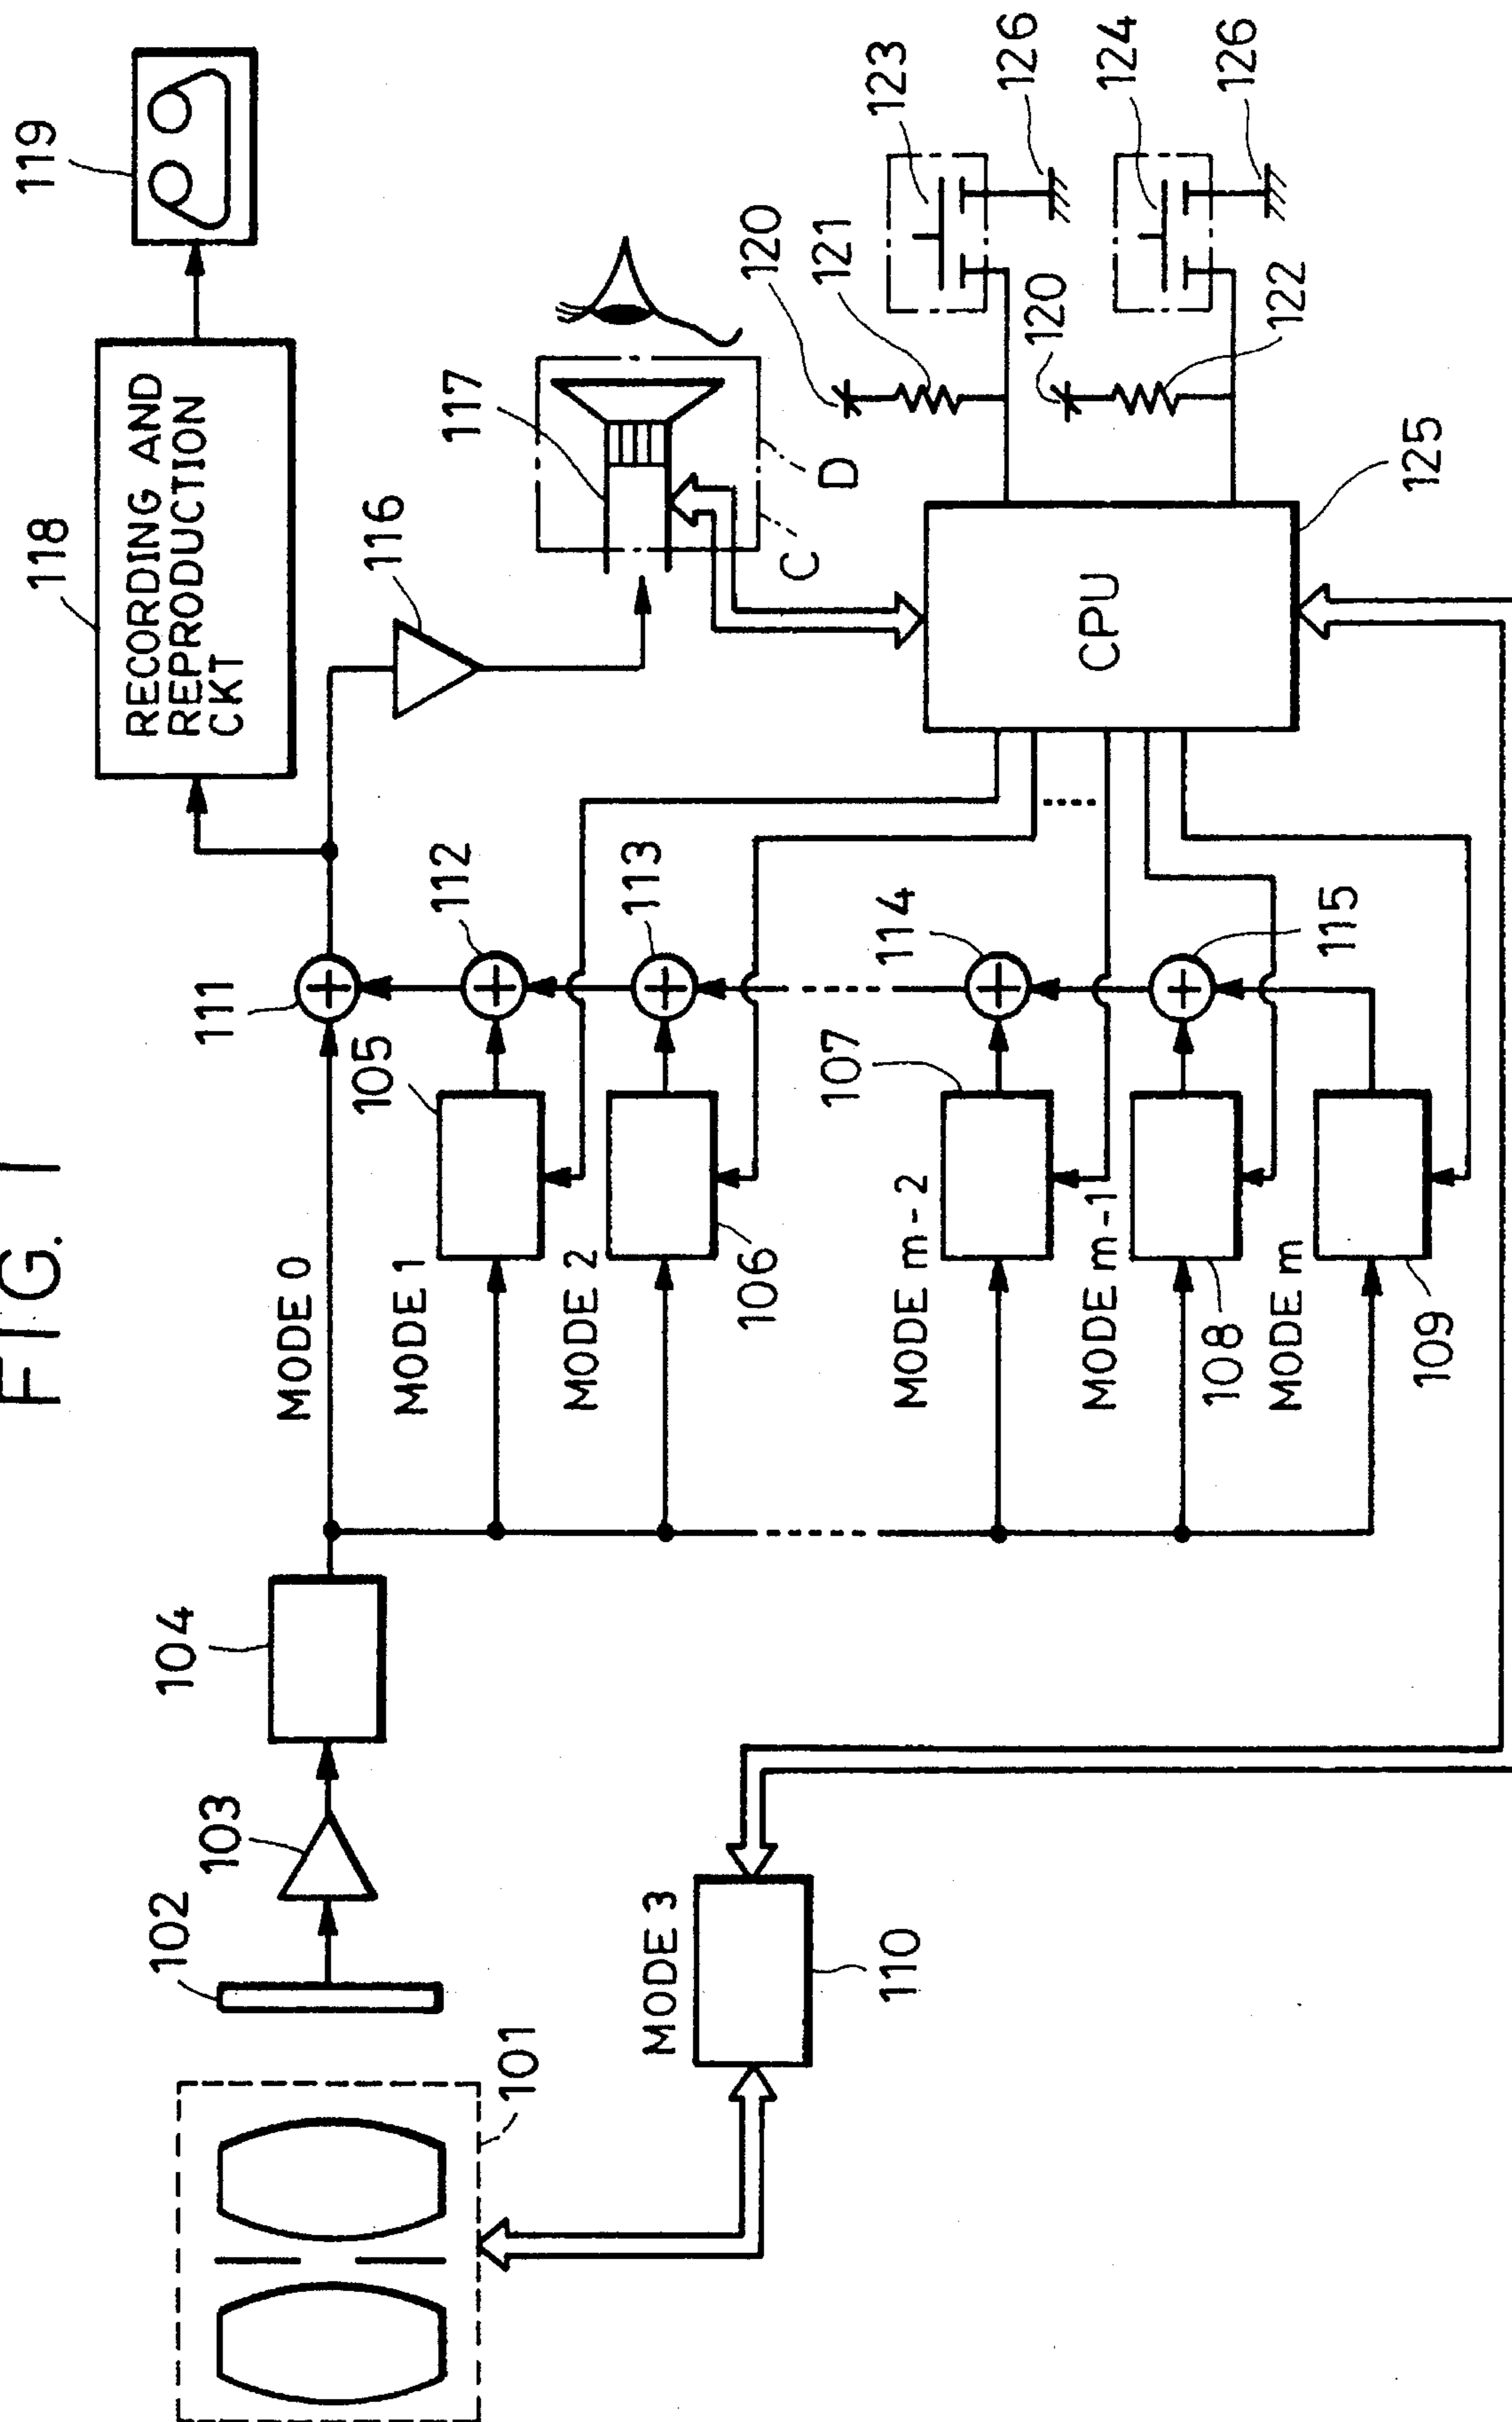 FIG. 1
119
118
RECORDING AND
REPRODUCTION
CKT
117
116
D
C
111
112
113
114
115
MODE 0
MODE 1
105
MODE 2
106
MODE m-2
107
MODE m-1
108
MODE m
109
104
103
102
101
MODE 3
110
CPU
125
120
121
120
122
123
126
124
126